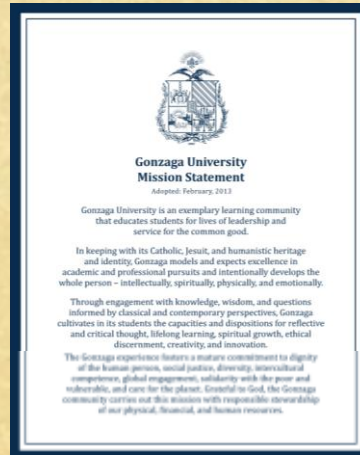 Gonzaga University
Mission Statement
Adopted: February, 2013
Gonzaga University is an exemplary learning community
that educates students for lives of leadership and
service for the common good.
In keeping with its Catholic, Jesuit, and humanistic heritage
and identity, Gonzaga models and expects excellence in
academic and professional pursuits and intentionally develops the
whole person – intellectually, spiritually, physically, and emotionally.
Through engagement with knowledge, wisdom, and questions
informed by classical and contemporary perspectives, Gonzaga
cultivates in its students the capacities and dispositions for reflective
and critical thought, lifelong learning, spiritual growth, ethical
discernment, creativity, and innovation.
The Gonzaga experience fosters a mature commitment to dignity
of the human person, social justice, diversity, intercultural
competence, global engagement, solidarity with the poor and
vulnerable, and care for the planet. Grateful to God, the Gonzaga
community carries out this mission with responsible stewardship
of our physical, financial, and human resources.